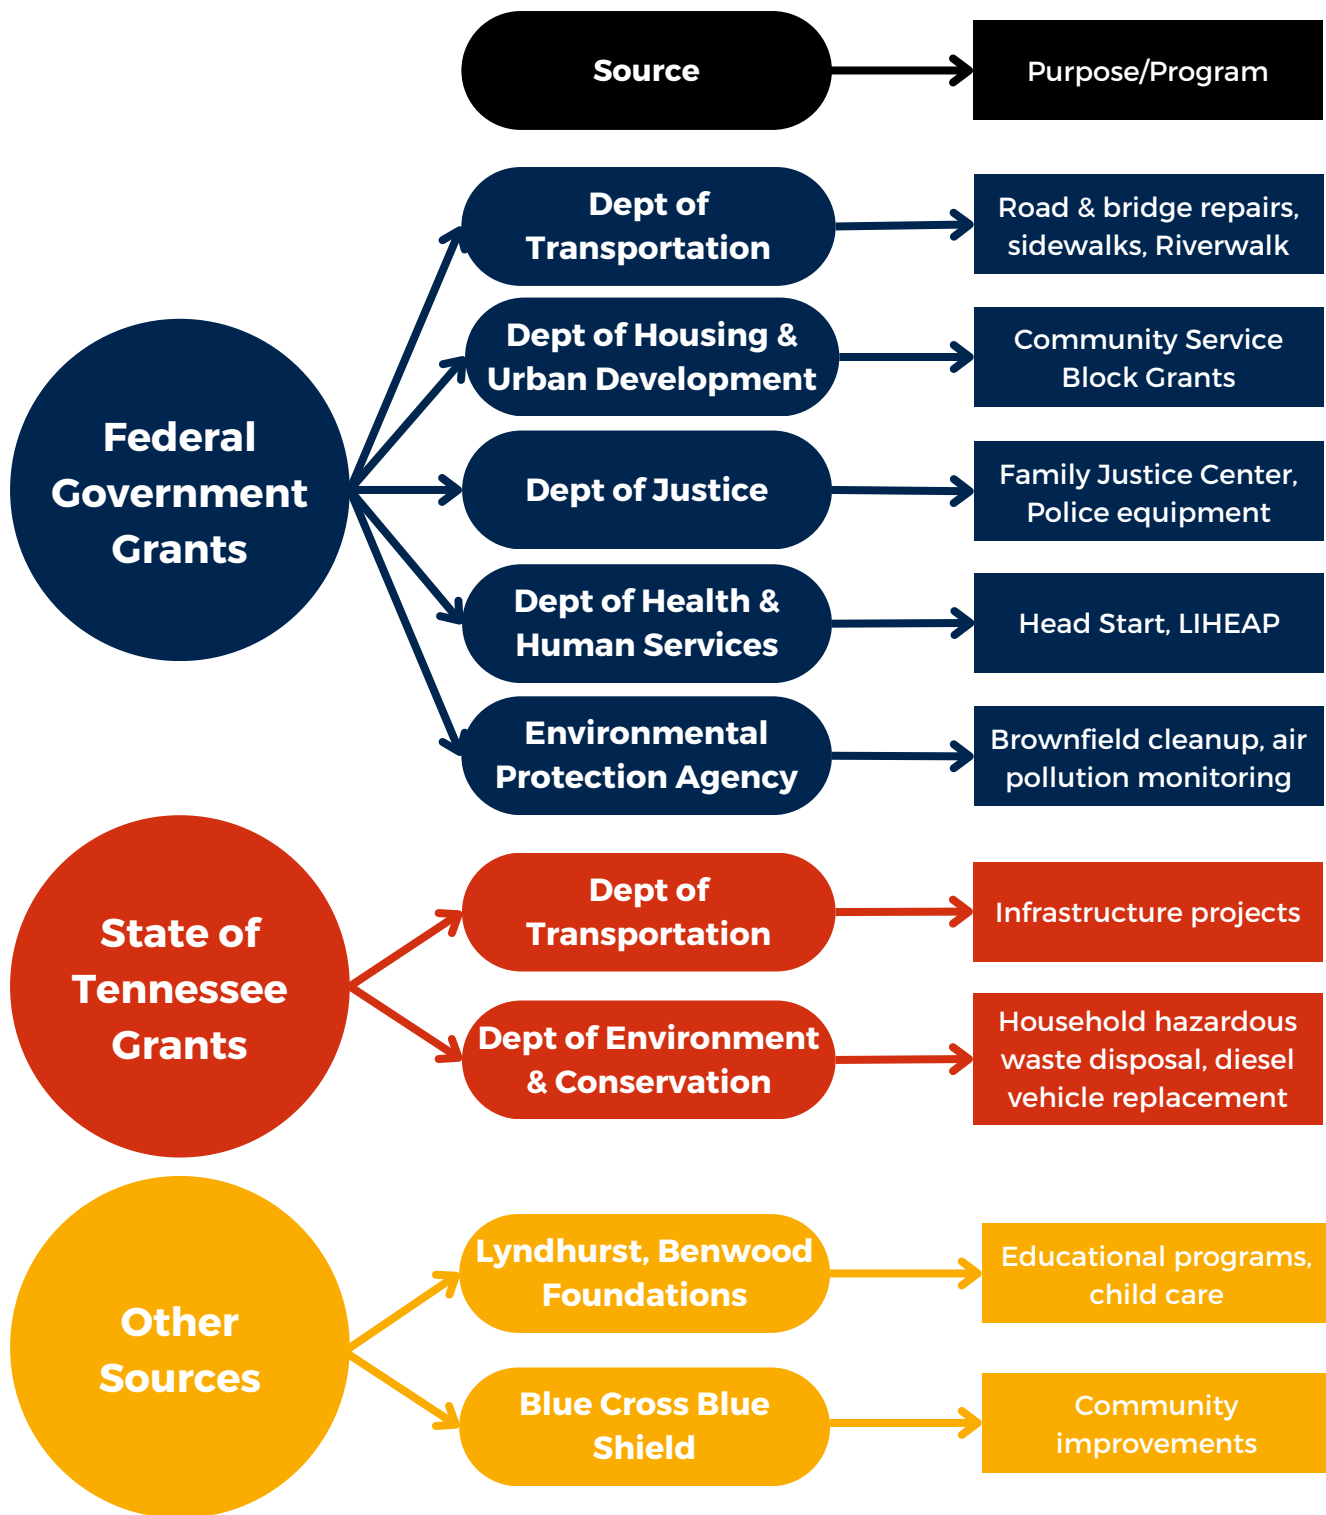 Source
Purpose/Program
Federal
Government
Grants
Dept of
Transportation
Road & bridge repairs,
sidewalks, Riverwalk
Dept of Housing &
Urban Development
Community Service
Block Grants
Dept of Justice
Family Justice Center,
Police equipment
Dept of Health &
Human Services
Head Start, LIHEAP
Environmental
Protection Agency
Brownfield cleanup, air
pollution monitoring
State of
Tennessee
Grants
Dept of
Transportation
Infrastructure projects
Dept of Environment
& Conservation
Household hazardous
waste disposal, diesel
vehicle replacement
Other
Sources
Lyndhurst, Benwood
Foundations
Educational programs,
child care
Blue Cross Blue
Shield
Community
improvements